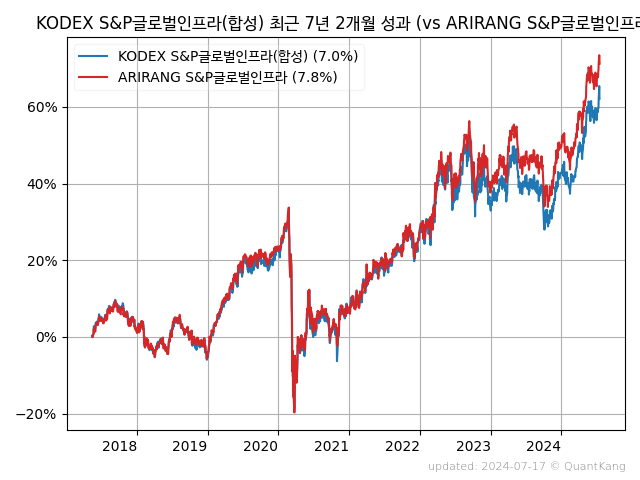 KODEX S&P글로벌인프라(합성) 최근 7년 2개월 성과 (vs ARIRANG S&P글로벌인프라
KODEX S&P글로벌인프라(합성) (7.0%)
ARIRANG S&P글로벌인프라 (7.8%)
60%
40%
20%
0%
−20%
2018 2019 2020 2021 2022 2023 2024
updated: 2024-07-17 © QuantKang